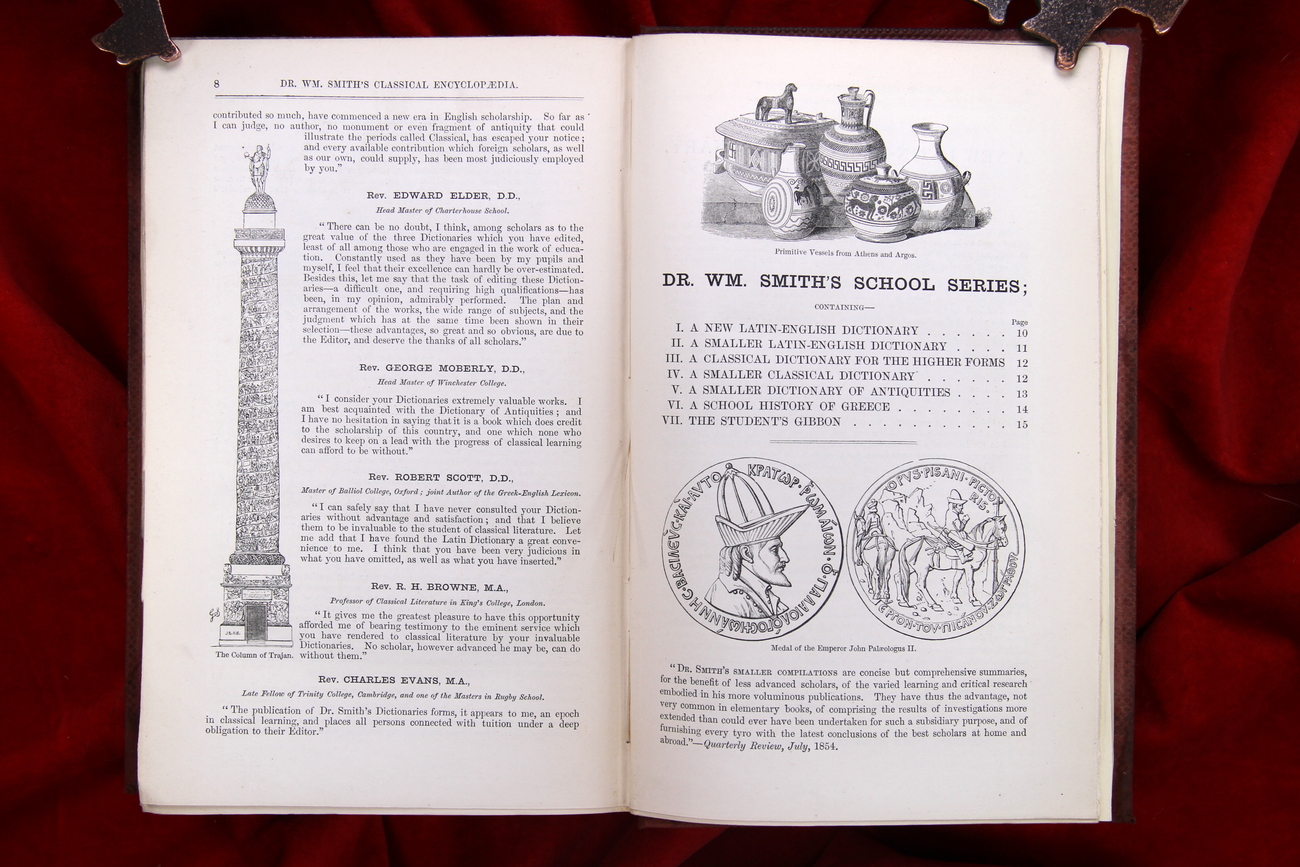 8 DR. WM. SMITH'S CLASSICAL ENCYCLOPÆDIA.
contributed so much, have commenced a new era in English scholarship. So far as
I can judge, no author, no monument or even fragment of antiquity that could
illustrate the periods called Classical, has escaped your notice;
and every available contribution which foreign scholars, as well
as our own, could supply, has been most judiciously employed
by you."
Rev. EDWARD ELDER, D.D.,
Head Master of Charterhouse School.
"There can be no doubt, I think, among scholars as to the
great value of the three Dictionaries which you have edited,
least of all among those who are engaged in the work of educa-
tion. Constantly used as they have been by my pupils and
myself, I feel that their excellence can hardly be over-estimated.
Besides this, let me say that the task of editing these Diction-
aries—a difficult one, and requiring high qualifications—has
been, in my opinion, admirably performed. The plan and
arrangement of the works, the wide range of subjects, and the
judgment which has at the same time been shown in their
selection—these advantages, so great and so obvious, are due to
the Editor, and deserve the thanks of all scholars."
Rev. GEORGE MOBERLY, D.D.,
Head Master of Winchester College.
"I consider your Dictionaries extremely valuable works. I
am best acquainted with the Dictionary of Antiquities; and
I have no hesitation in saying that it is a book which does credit
to the scholarship of this country, and one which none who
desires to keep on a lead with the progress of classical learning
can afford to be without."
Rev. ROBERT SCOTT, D.D.,
Master of Balliol College, Oxford; joint Author of the Greek-English Lexicon.
"I can safely say that I have never consulted your Diction-
aries without advantage and satisfaction; and that I believe
them to be invaluable to the student of classical literature. Let
me add that I have found the Latin Dictionary a great conve-
nience to me. I think that you have been very judicious in
what you have omitted, as well as what you have inserted."
Rev. R. H. BROWNE, M.A.,
Professor of Classical Literature in King's College, London.
"It gives me the greatest pleasure to have this opportunity
afforded me of bearing testimony to the eminent service which
you have rendered to classical literature by your invaluable
Dictionaries. No scholar, however advanced he may be, can do
without them."
The Column of Trajan.
Rev. CHARLES EVANS, M.A.,
Late Fellow of Trinity College, Cambridge, and one of the Masters in Rugby School.
"The publication of Dr. Smith's Dictionaries forms, it appears to me, an epoch
in classical learning, and places all persons connected with tuition under a deep
obligation to their Editor."
Primitive Vessels from Athens and Argos.
DR. WM. SMITH'S SCHOOL SERIES;
CONTAINING—
Page
I. A NEW LATIN-ENGLISH DICTIONARY . . . . . . 10
II. A SMALLER LATIN-ENGLISH DICTIONARY . . . . 11
III. A CLASSICAL DICTIONARY FOR THE HIGHER FORMS 12
IV. A SMALLER CLASSICAL DICTIONARY . . . . . . 12
V. A SMALLER DICTIONARY OF ANTIQUITIES . . . . 13
VI. A SCHOOL HISTORY OF GREECE . . . . . . . . 14
VII. THE STUDENT'S GIBBON . . . . . . . . . . . 15
OPVS·PISANI·PICTORIS·
Medal of the Emperor John Palæologus II.
"DR. SMITH'S SMALLER COMPILATIONS are concise but comprehensive summaries,
for the benefit of less advanced scholars, of the varied learning and critical research
embodied in his more voluminous publications. They have thus the advantage, not
very common in elementary books, of comprising the results of investigations more
extended than could ever have been undertaken for such a subsidiary purpose, and of
furnishing every tyro with the latest conclusions of the best scholars at home and
abroad."—Quarterly Review, July, 1854.